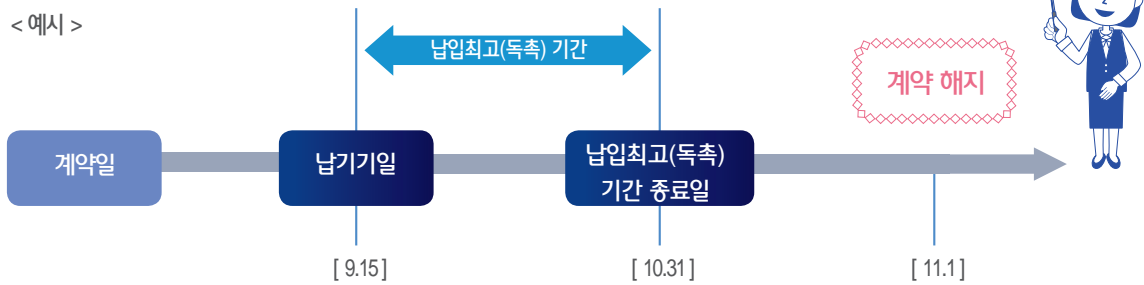 < 예시 >
납입최고(독촉) 기간
계약 해지
계약일
납기기일
납입최고(독촉)
기간 종료일
[ 9.15 ]
[ 10.31 ]
[ 11.1 ]